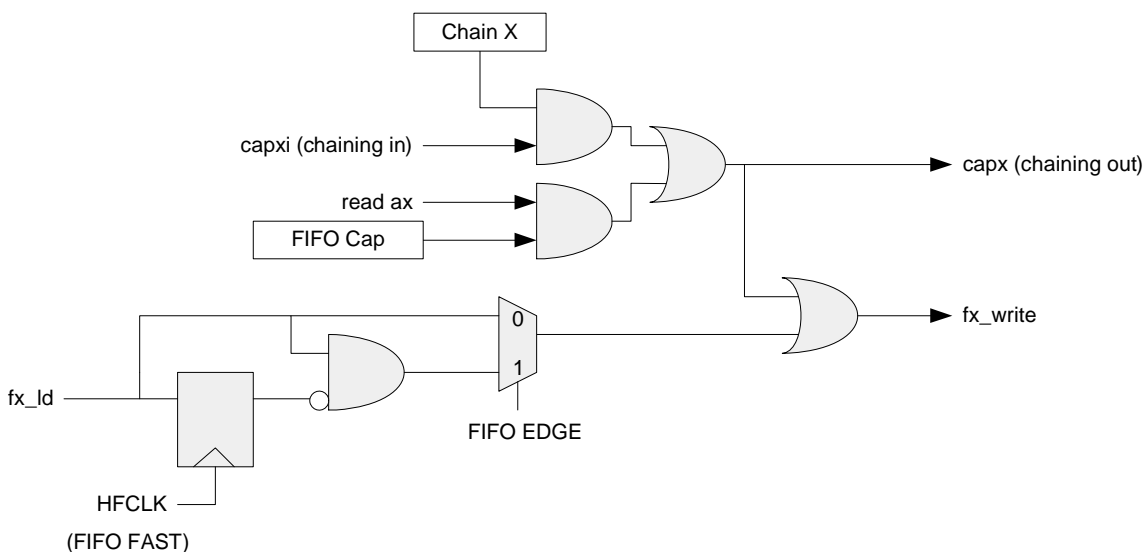 Chain X
capxi (chaining in)
capx (chaining out)
read ax
FIFO Cap
0
fx_write
1
fx_ld
FIFO EDGE
HFCLK
(FIFO FAST)